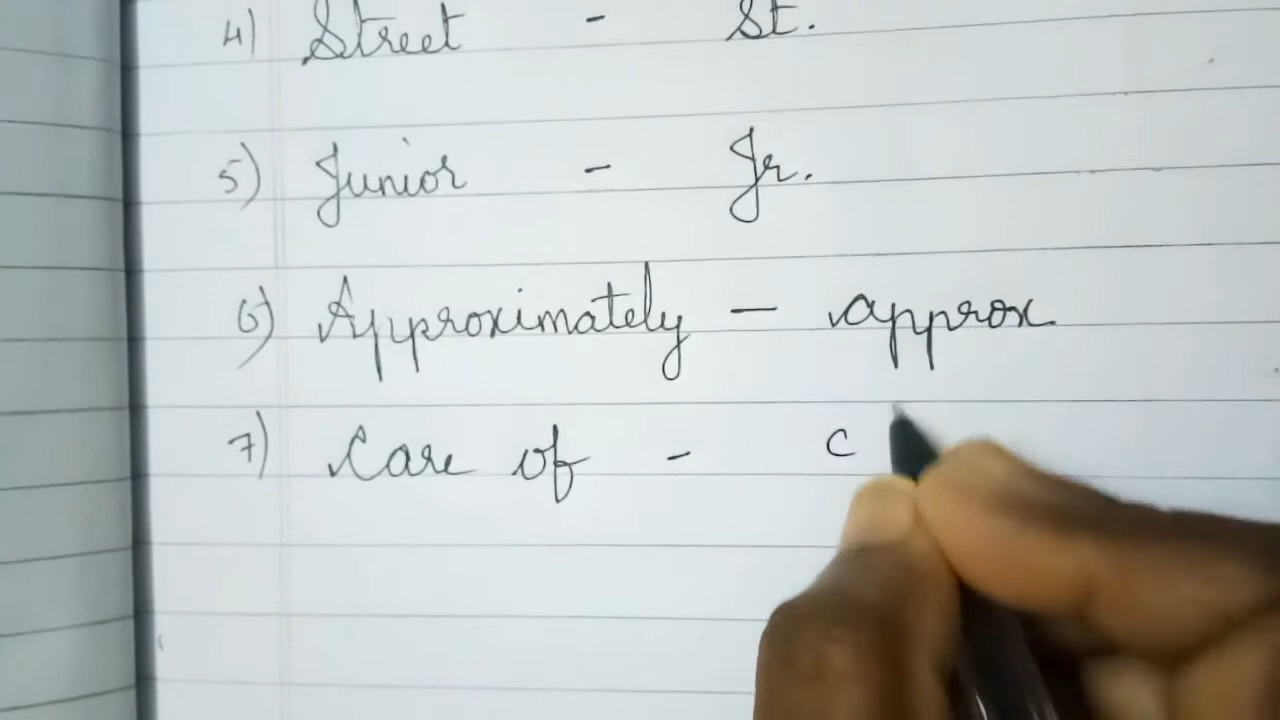 4) Street - St.
5) Junior - Jr.
6) Approximately - approx
7) Care of - c